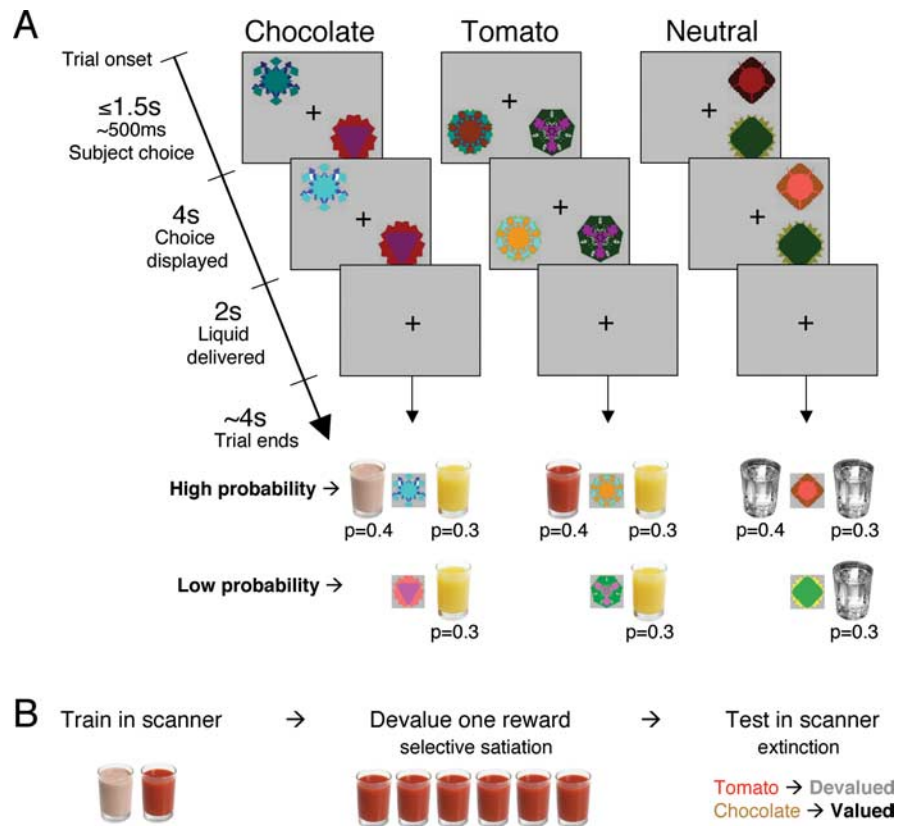 A
Chocolate Tomato Neutral
Trial onset
≤1.5s
~500ms
Subject choice
4s
Choice
displayed
2s
Liquid
delivered
~4s
Trial ends
High probability →
p=0.4 p=0.3 p=0.4 p=0.3 p=0.4 p=0.3
Low probability →
p=0.3 p=0.3 p=0.3
B
Train in scanner → Devalue one reward → Test in scanner
selective satiation extinction
Tomato → Devalued
Chocolate → Valued